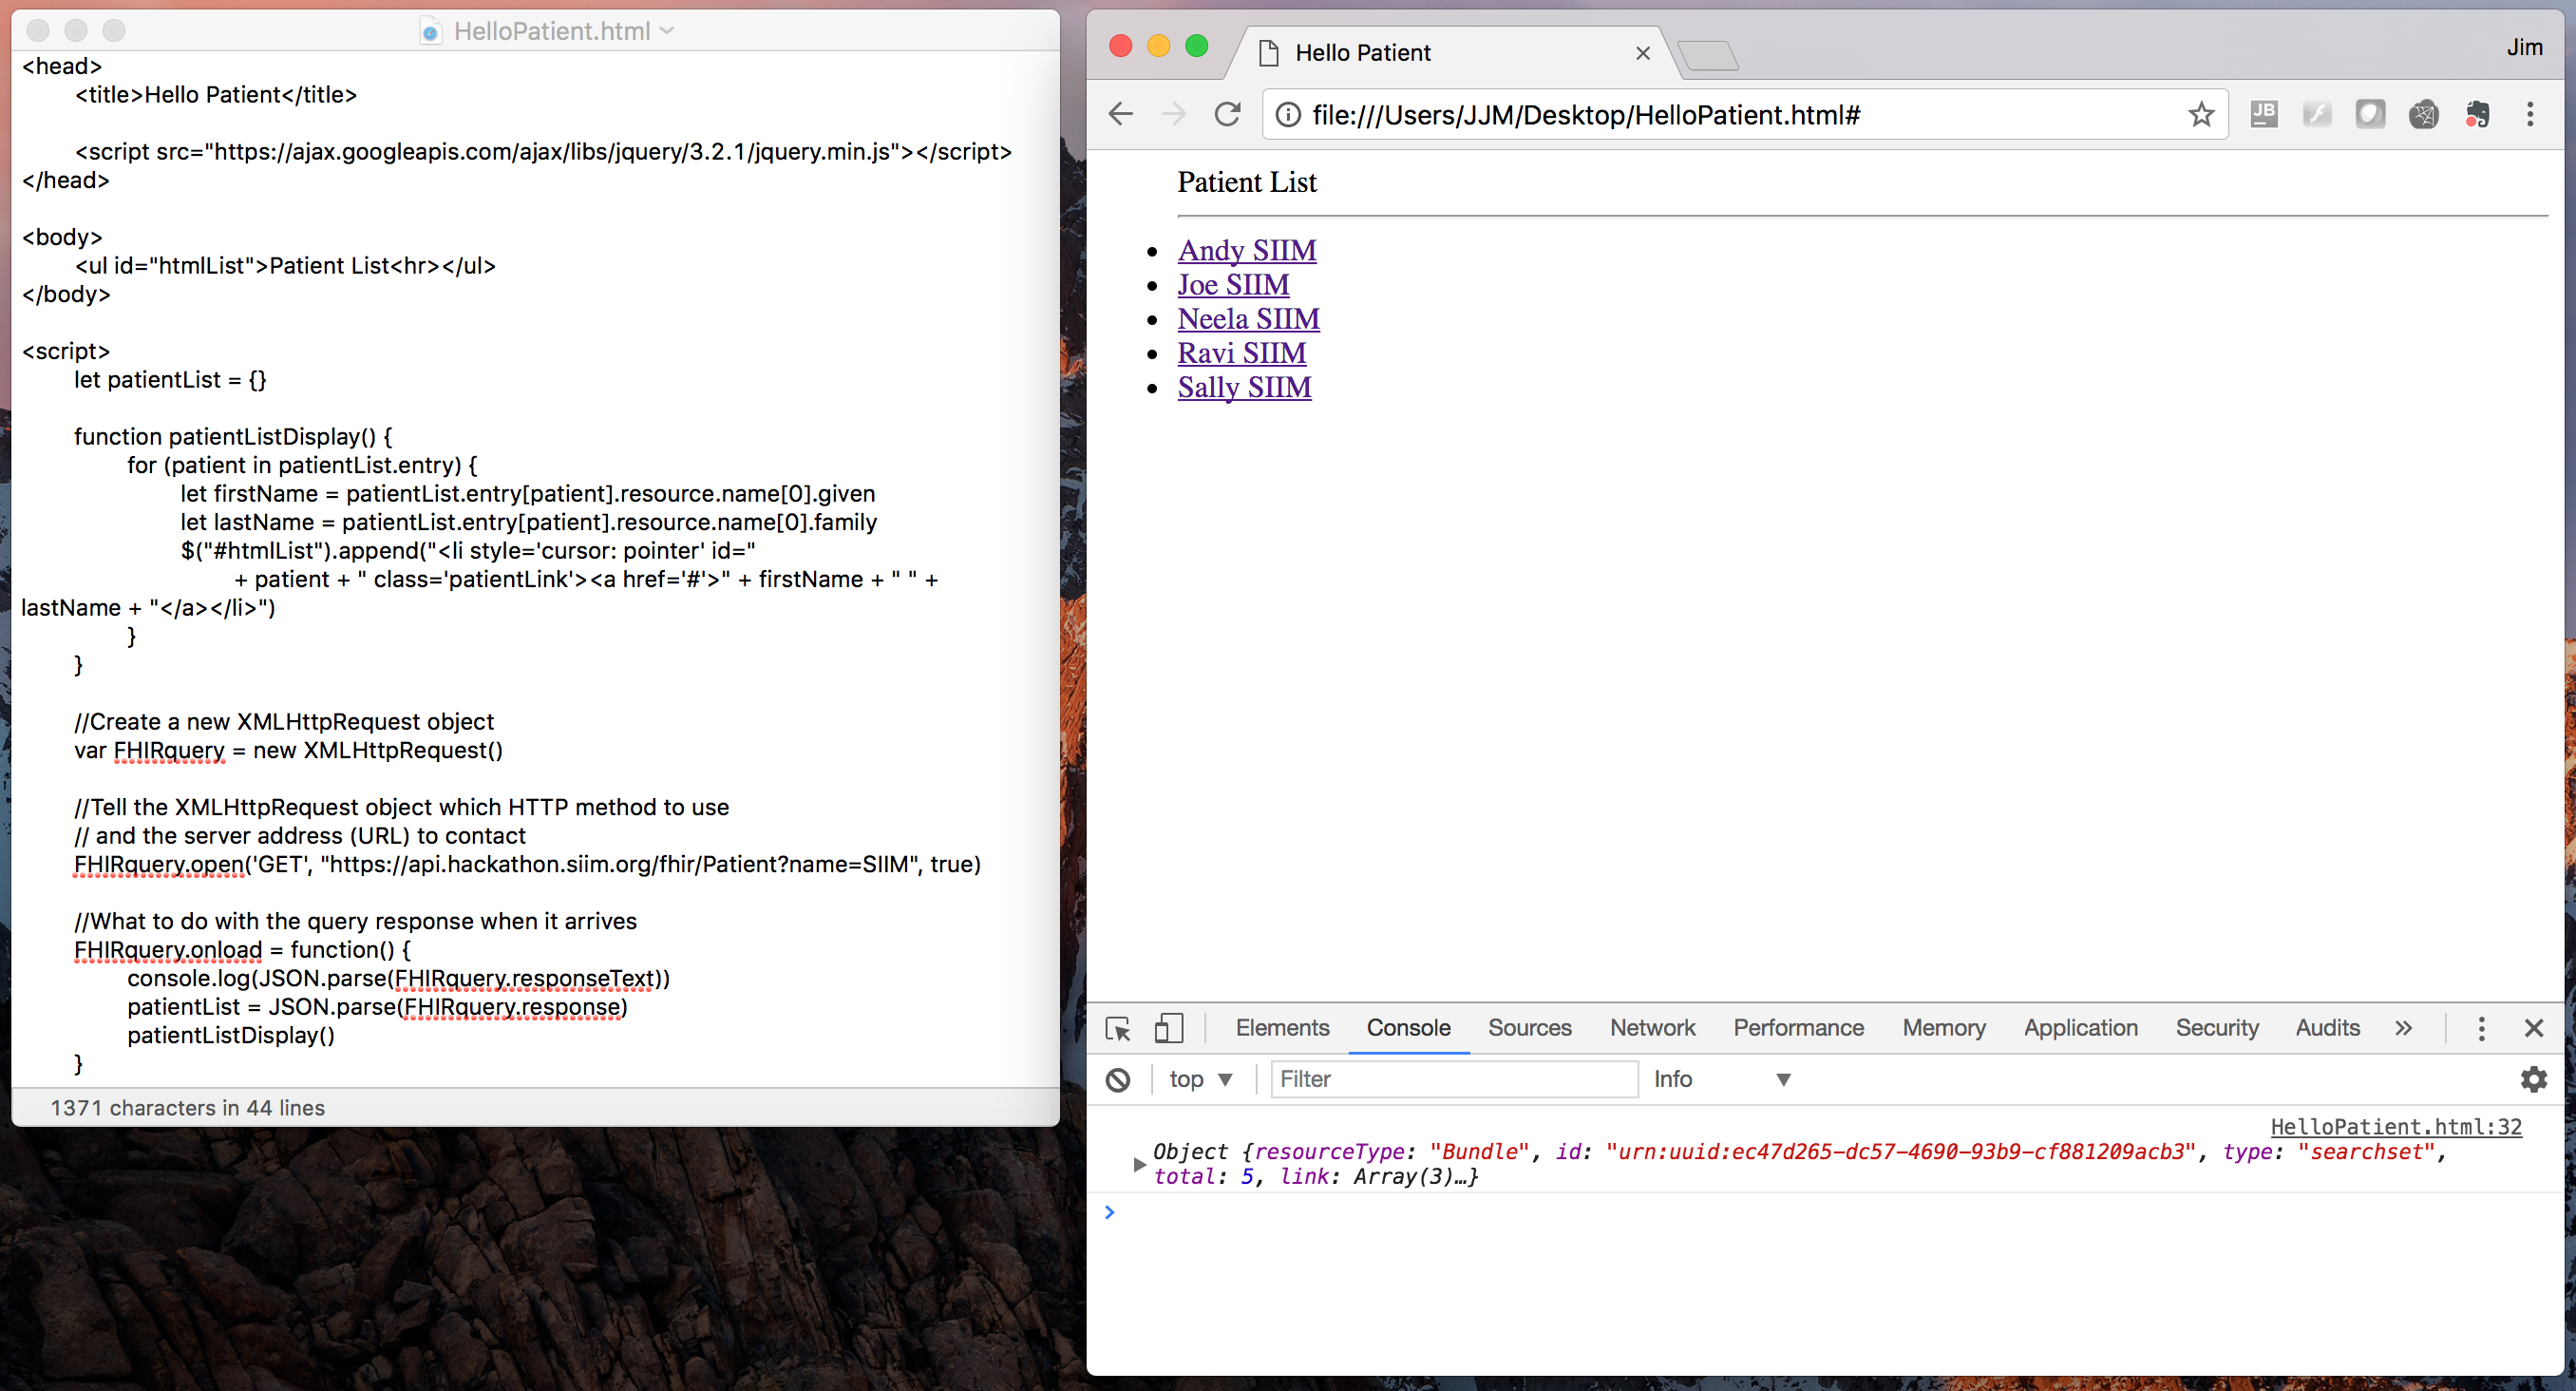 HelloPatient.html
<head>
<title>Hello Patient</title>
<script src="https://ajax.googleapis.com/ajax/libs/jquery/3.2.1/jquery.min.js"></script>
</head>
<body>
<ul id="htmlList">Patient List<hr></ul>
</body>
<script>
let patientList = {}
function patientListDisplay() {
for (patient in patientList.entry) {
let firstName = patientList.entry[patient].resource.name[0].given
let lastName = patientList.entry[patient].resource.name[0].family
$("#htmlList").append("<li style='cursor: pointer' id="
+ patient + " class='patientLink'><a href='#'>" + firstName + " " +
lastName + "</a></li>")
}
}
//Create a new XMLHttpRequest object
var FHIRquery = new XMLHttpRequest()
//Tell the XMLHttpRequest object which HTTP method to use
// and the server address (URL) to contact
FHIRquery.open('GET', "https://api.hackathon.siim.org/fhir/Patient?name=SIIM", true)
//What to do with the query response when it arrives
FHIRquery.onload = function() {
console.log(JSON.parse(FHIRquery.responseText))
patientList = JSON.parse(FHIRquery.response)
patientListDisplay()
}
1371 characters in 44 lines
Hello Patient
Jim
file:///Users/JJM/Desktop/HelloPatient.html#
JB
Patient List
Andy SIIM
Joe SIIM
Neela SIIM
Ravi SIIM
Sally SIIM
Elements Console Sources Network Performance Memory Application Security Audits »
top Filter Info
HelloPatient.html:32
Object {resourceType: "Bundle", id: "urn:uuid:ec47d265-dc57-4690-93b9-cf881209acb3", type: "searchset",
total: 5, link: Array(3)…}